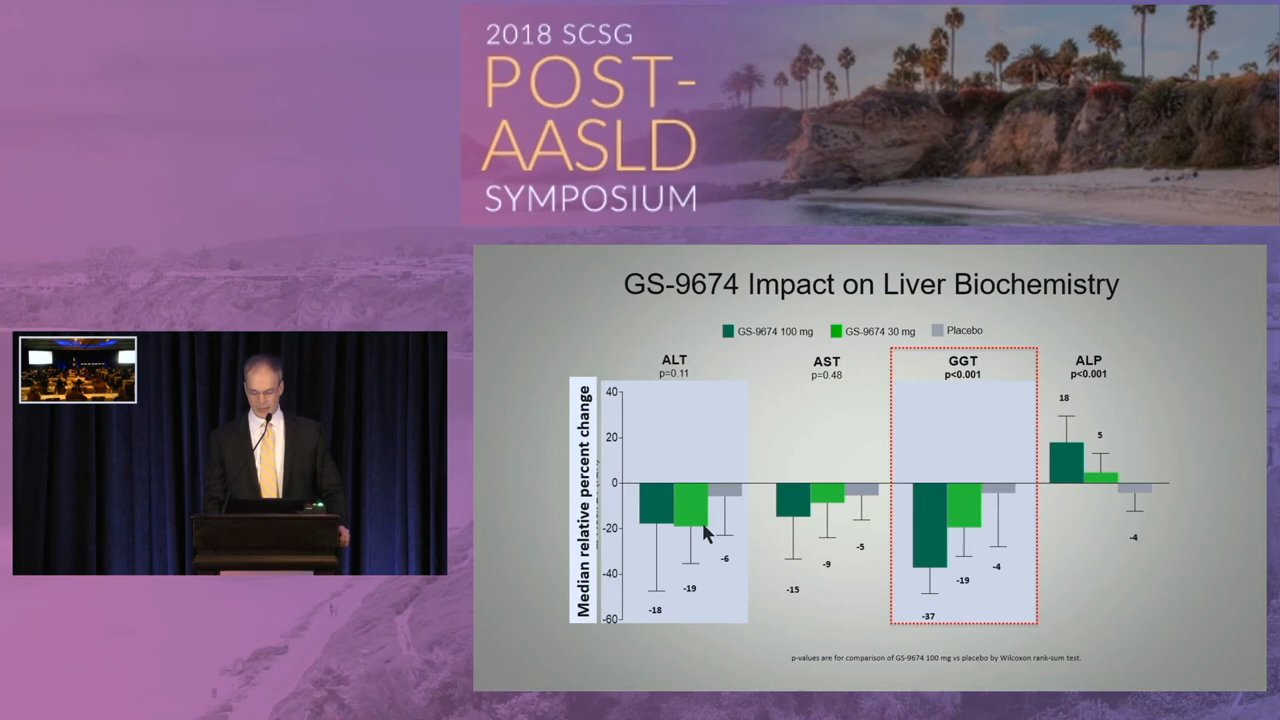 2018 SCSG
POST-
AASLD
SYMPOSIUM
GS-9674 Impact on Liver Biochemistry
GS-9674 100 mg GS-9674 30 mg Placebo
ALT AST GGT ALP
p=0.11 p=0.48 p<0.001 p<0.001
Median relative percent change
40
20
0
-20
-40
-60
-18 -19 -6
-15 -9 -5
-37 -19 -4
18 5 -4
p-values are for comparison of GS-9674 100 mg vs placebo by Wilcoxon rank-sum test.